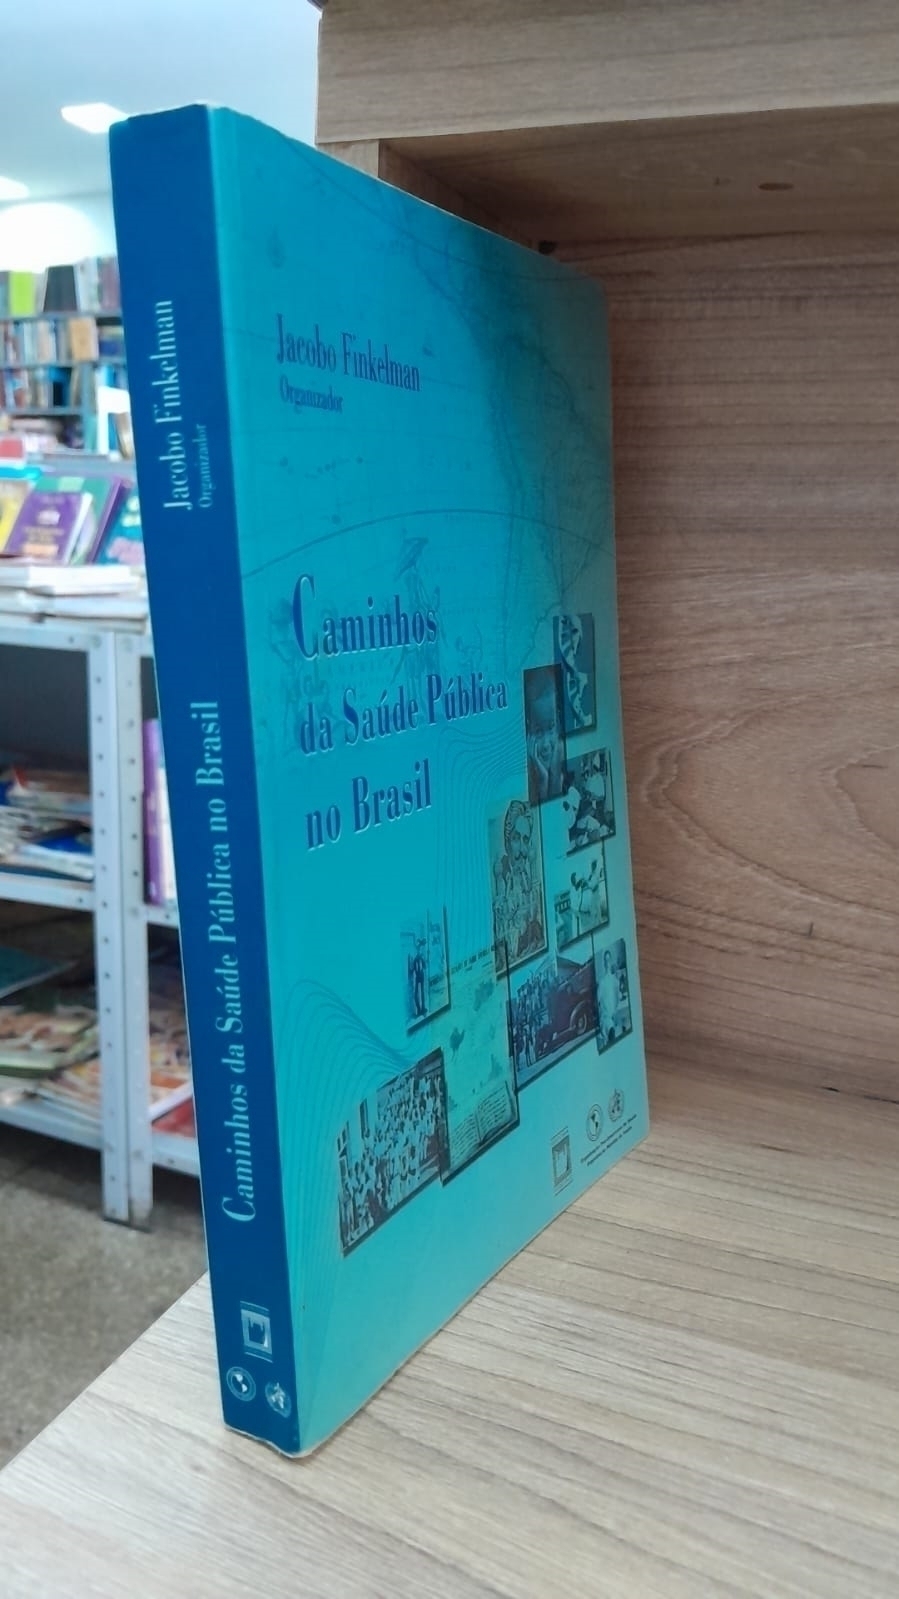 Jacobo Finkelman
Organizador
Caminhos da Saúde Pública no Brasil
Jacobo Finkelman
Organizador
Caminhos
da Saúde Pública
no Brasil